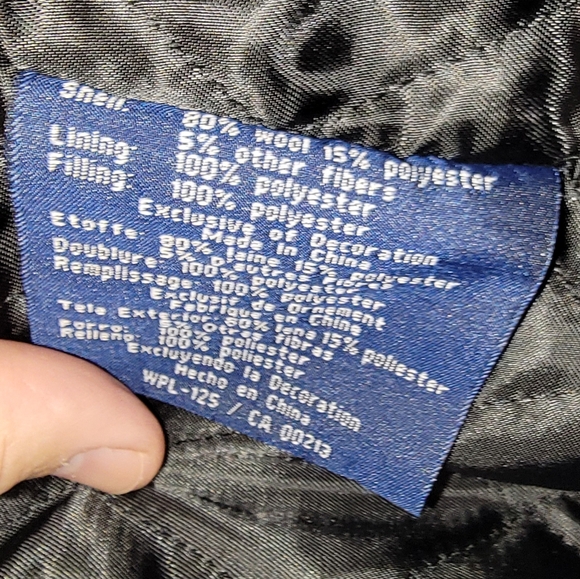 Shell: 80% Wool 15% polyester
5% other fibers
Lining: 100% polyester
Filling: 100% polyester
Exclusive of Decoration
Made in China
Etoffe 80% laine 15% polyester
5% d'autres fibres
Doublure 100% polyester
Remplissage 100% polyester
Exclusif de ornement
Fabrique en China
Tela Exterior 80% lana 15% poliester
5% otras fibras
Forro: 100% poliester
Relleno 100% poliester
Excluyendo la Decoration
Hecho en China
WPL-125 / CA 00213